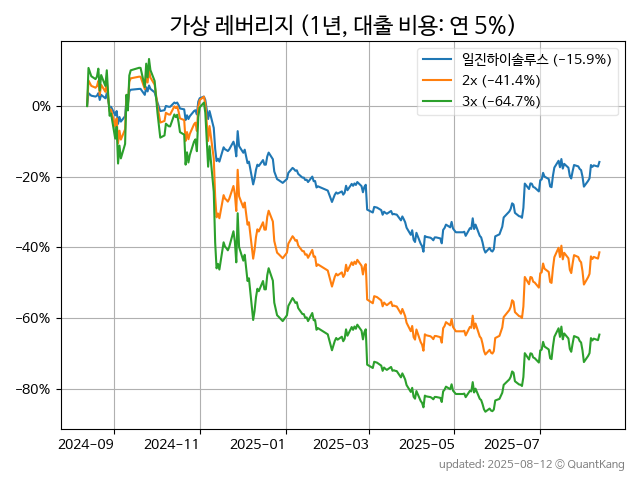 가상 레버리지 (1년, 대출 비용: 연 5%)
일진하이솔루스 (−15.9%)
2x (−41.4%)
3x (−64.7%)
0%
−20%
−40%
−60%
−80%
2024-09 2024-11 2025-01 2025-03 2025-05 2025-07
updated: 2025-08-12 © QuantKang